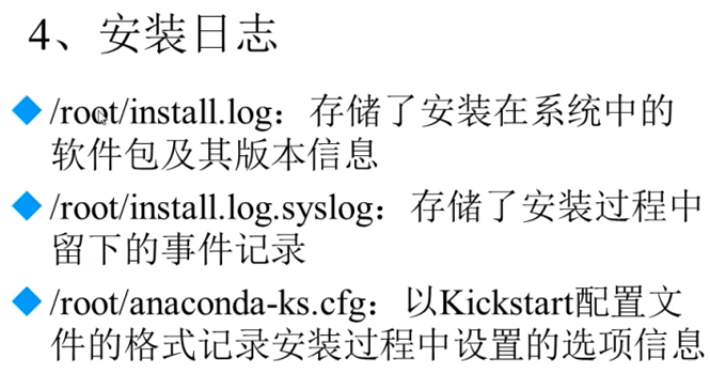 4、安装日志
/root/install.log：存储了安装在系统中的
软件包及其版本信息
/root/install.log.syslog：存储了安装过程中
留下的事件记录
/root/anaconda-ks.cfg：以Kickstart配置文
件的格式记录安装过程中设置的选项信息